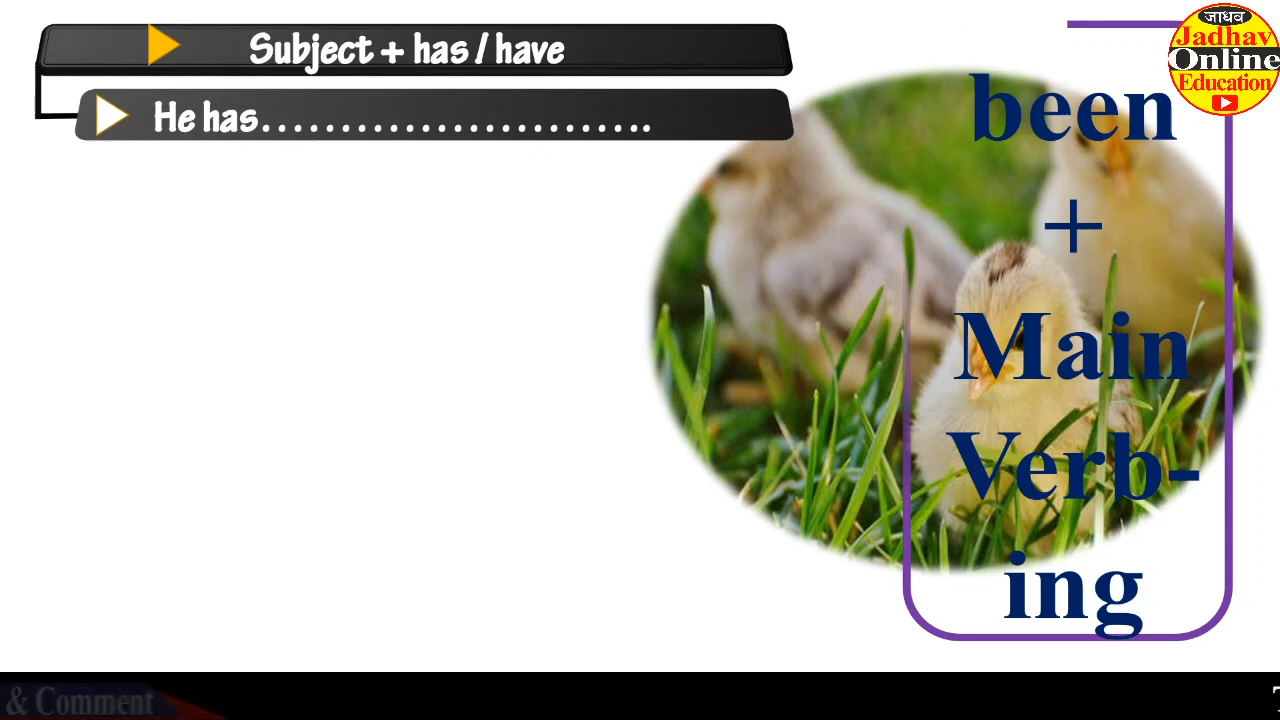 Subject + has / have
He has...........................
been
+
Main
Verb-
ing
जाधव
Jadhav
Online
Education
& Comment